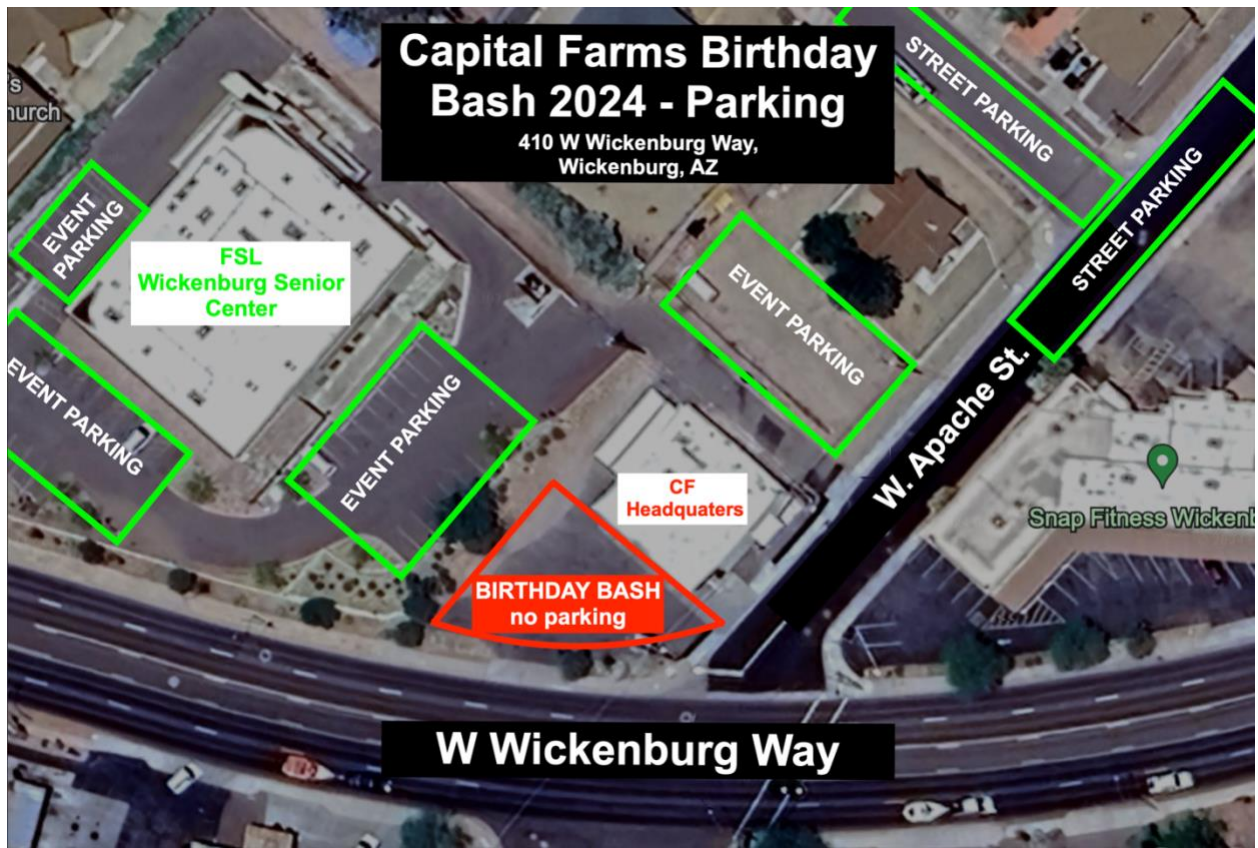 Capital Farms Birthday
Bash 2024 - Parking
410 W Wickenburg Way,
Wickenburg, AZ
STREET PARKING
STREET PARKING
EVENT
PARKING
FSL
Wickenburg Senior
Center
EVENT PARKING
EVENT PARKING
EVENT PARKING
W. Apache St.
CF
Headquaters
Snap Fitness
BIRTHDAY BASH
no parking
W Wickenburg Way